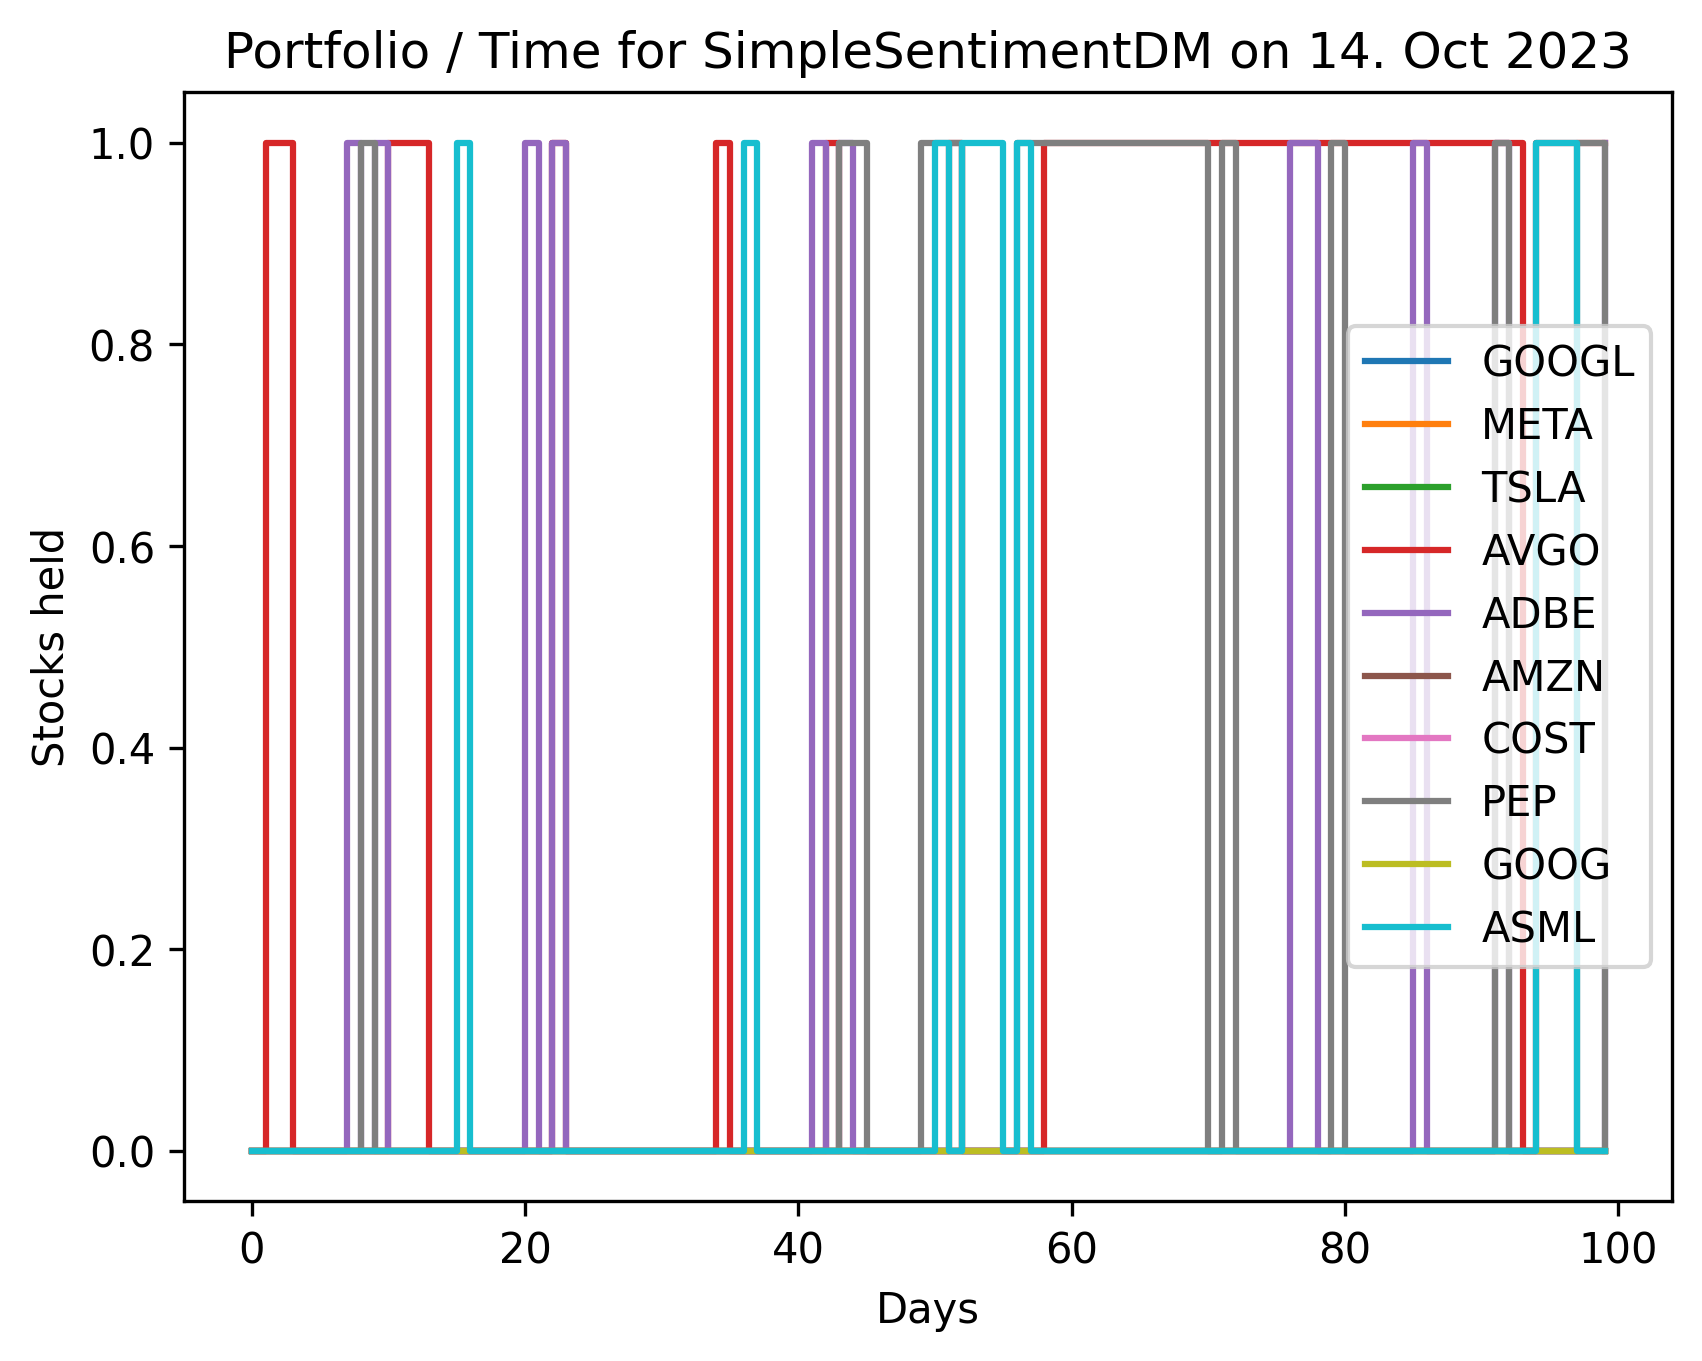 Portfolio / Time for SimpleSentimentDM on 14. Oct 2023
1.0
0.8
0.6
0.4
0.2
0.0
Stocks held
GOOGL
META
TSLA
AVGO
ADBE
AMZN
COST
PEP
GOOG
ASML
0 20 40 60 80 100
Days